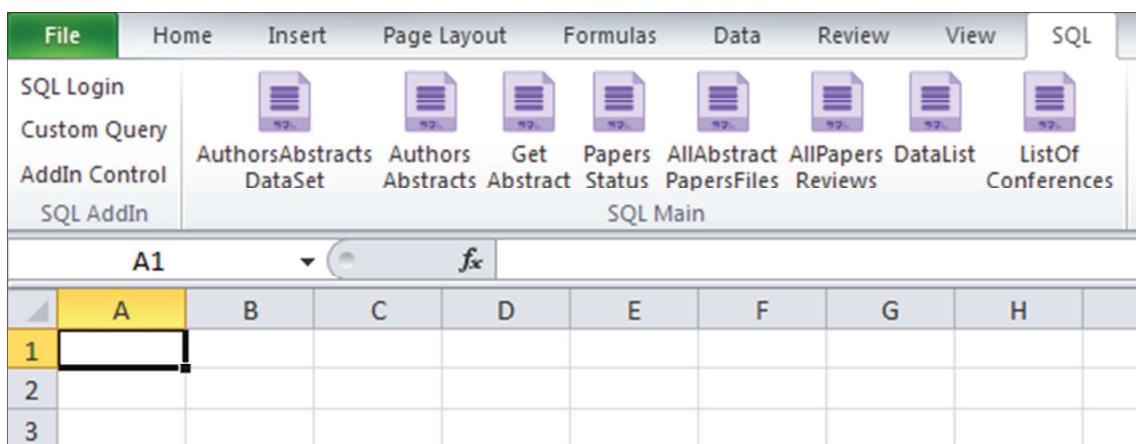 File Home Insert Page Layout Formulas Data Review View SQL
SQL Login
Custom Query
AddIn Control
SQL AddIn
AuthorsAbstracts DataSet
Authors Abstracts
Get Abstract
Papers Status
AllAbstract PapersFiles
AllPapers Reviews
DataList
ListOf Conferences
SQL Main
A1 fx
A B C D E F G H
1
2
3